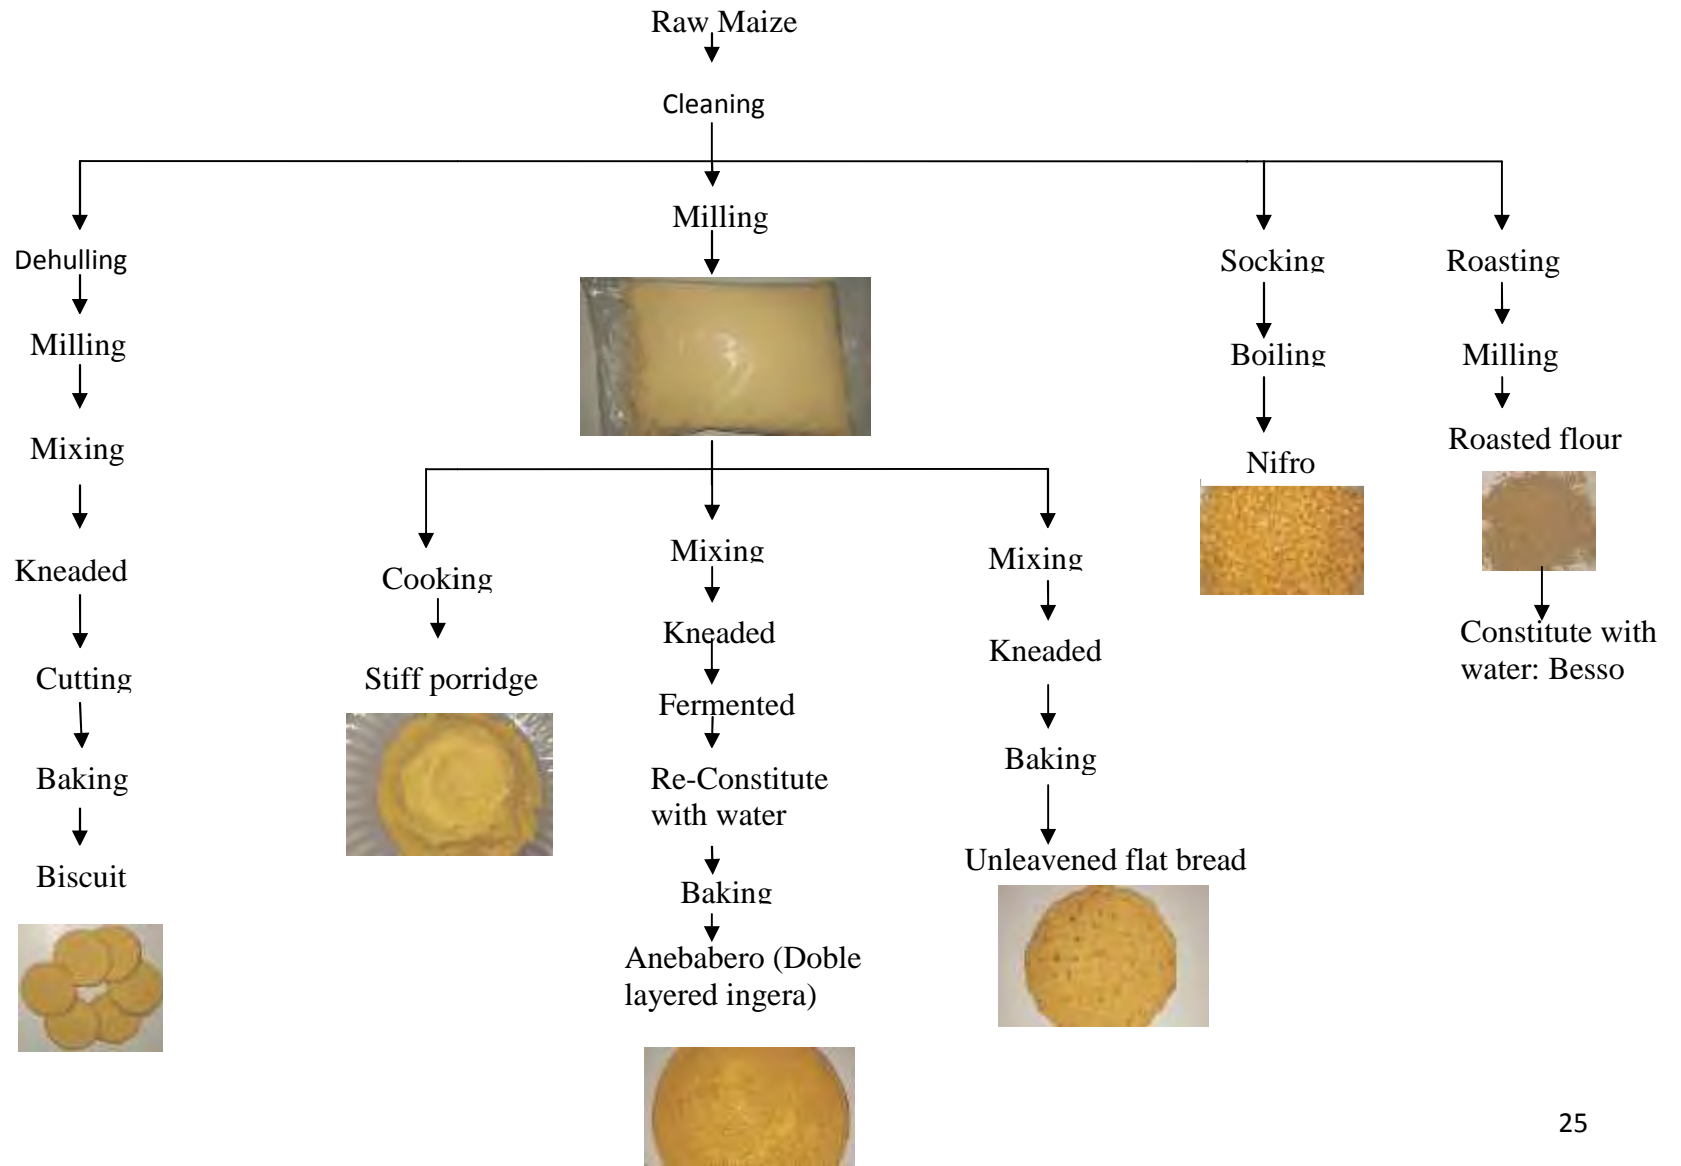 Raw Maize
Cleaning
Dehulling
Milling
Mixing
Kneaded
Cutting
Baking
Biscuit
Milling
Cooking
Stiff porridge
Mixing
Kneaded
Fermented
Re-Constitute
with water
Baking
Anebabero (Doble
layered ingera)
Mixing
Kneaded
Baking
Unleavened flat bread
Socking
Boiling
Nifro
Roasting
Milling
Roasted flour
Constitute with
water: Besso
25